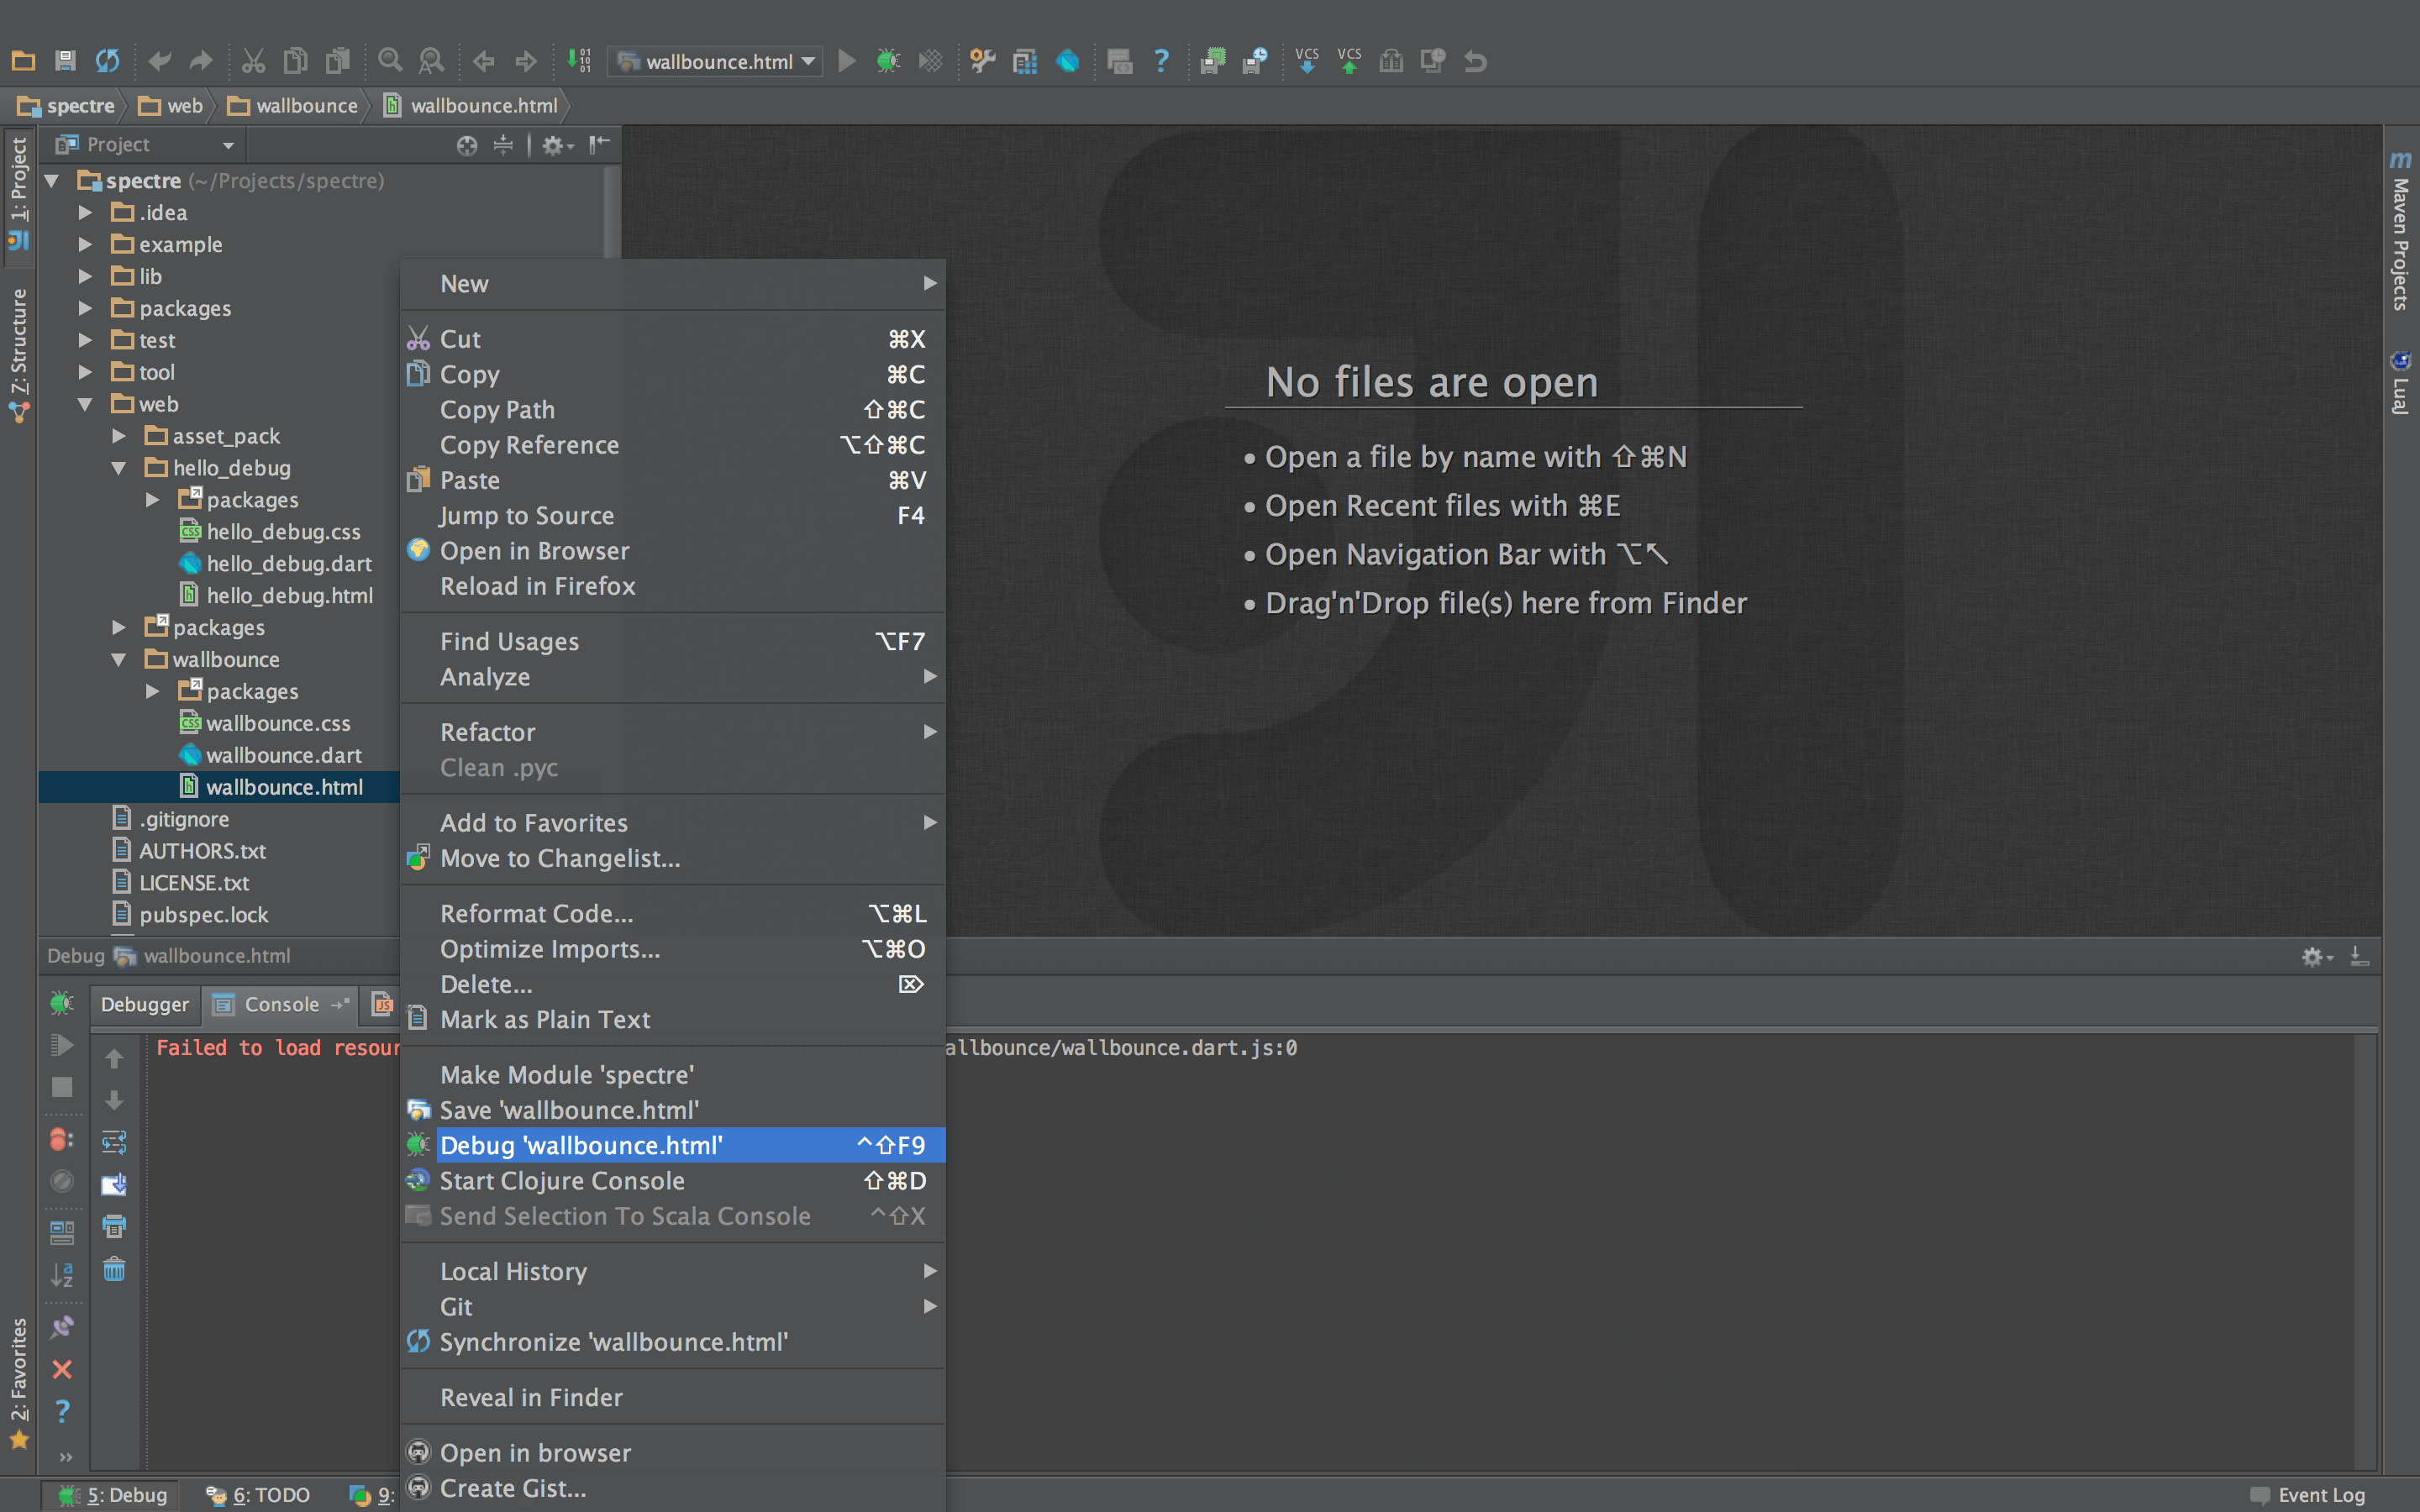 wallbounce.html
VCS
VCS
spectre
web
wallbounce
wallbounce.html
1: Project
Project
Z: Structure
2: Favorites
spectre (~/Projects/spectre)
.idea
example
lib
packages
test
tool
web
asset_pack
hello_debug
packages
hello_debug.css
hello_debug.dart
hello_debug.html
packages
wallbounce
packages
wallbounce.css
wallbounce.dart
wallbounce.html
.gitignore
AUTHORS.txt
LICENSE.txt
pubspec.lock
New
Cut ⌘X
Copy ⌘C
Copy Path ⇧⌘C
Copy Reference ⌥⇧⌘C
Paste ⌘V
Jump to Source F4
Open in Browser
Reload in Firefox
Find Usages ⌥F7
Analyze
Refactor
Clean .pyc
Add to Favorites
Move to Changelist...
Reformat Code... ⌥⌘L
Optimize Imports... ⌥⌘O
Delete... ⌦
Mark as Plain Text
Make Module 'spectre'
Save 'wallbounce.html'
Debug 'wallbounce.html' ^⇧F9
Start Clojure Console ⇧⌘D
Send Selection To Scala Console ^⇧X
Local History
Git
Synchronize 'wallbounce.html'
Reveal in Finder
Open in browser
Create Gist...
No files are open
• Open a file by name with ⇧⌘N
• Open Recent files with ⌘E
• Open Navigation Bar with ⌥↖
• Drag'n'Drop file(s) here from Finder
m Maven Projects
LuaJ
Debug wallbounce.html
Debugger
Console
Failed to load resour
allbounce/wallbounce.dart.js:0
5: Debug
6: TODO
9:
Event Log